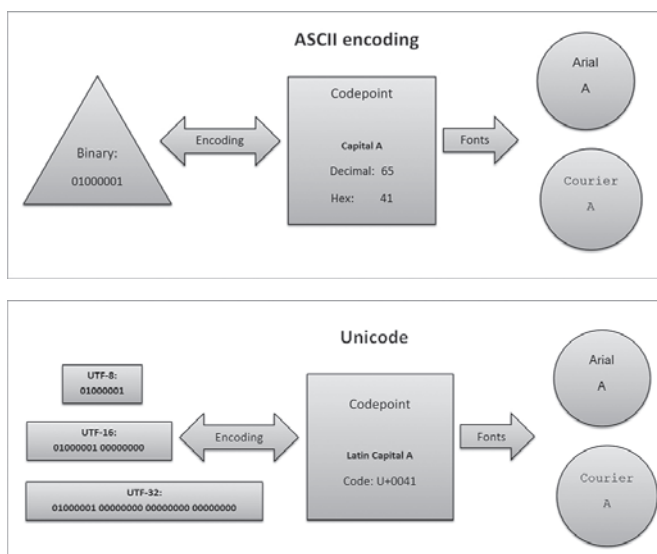 ASCII encoding
Binary:
01000001
Encoding
Codepoint
Capital A
Decimal: 65
Hex: 41
Fonts
Arial
A
Courier
A
Unicode
UTF-8:
01000001
UTF-16:
01000001 00000000
UTF-32:
01000001 00000000 00000000 00000000
Encoding
Codepoint
Latin Capital A
Code: U+0041
Fonts
Arial
A
Courier
A